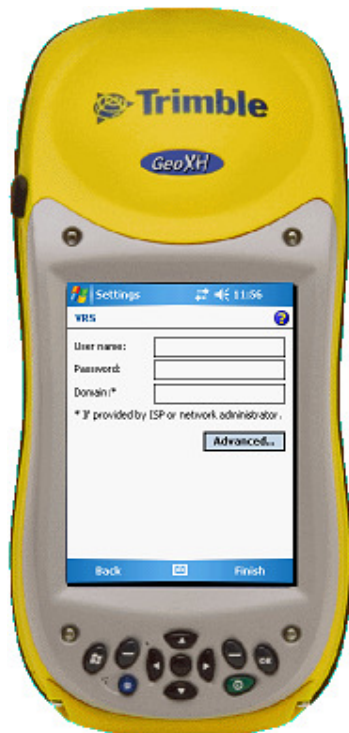 Trimble
GeoXH
Settings 11:56
VRS
User name:
Password:
Domain:*
* If provided by ISP or network administrator.
Advanced...
Back Finish
OK